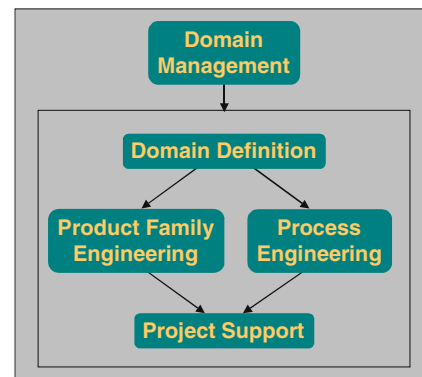 Domain
Management
Domain Definition
Product Family
Engineering
Process
Engineering
Project Support